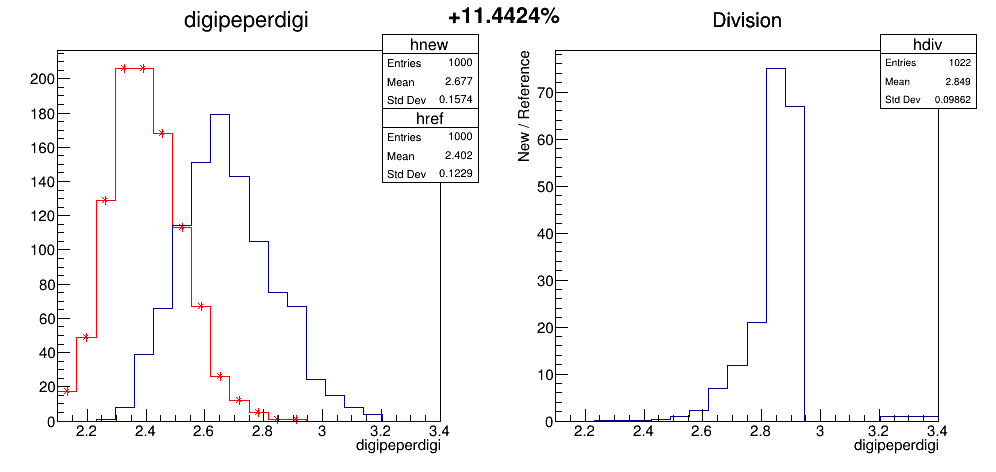 +11.4424%
digipeperdigi
hnew
Entries 1000
Mean 2.677
Std Dev 0.1574
href
Entries 1000
Mean 2.402
Std Dev 0.1229
200
180
160
140
120
100
80
60
40
20
0
2.2 2.4 2.6 2.8 3 3.2 3.4
digipeperdigi
Division
hdiv
Entries 1022
Mean 2.849
Std Dev 0.09862
New / Reference
70
60
50
40
30
20
10
0
2.2 2.4 2.6 2.8 3 3.2 3.4
digipeperdigi